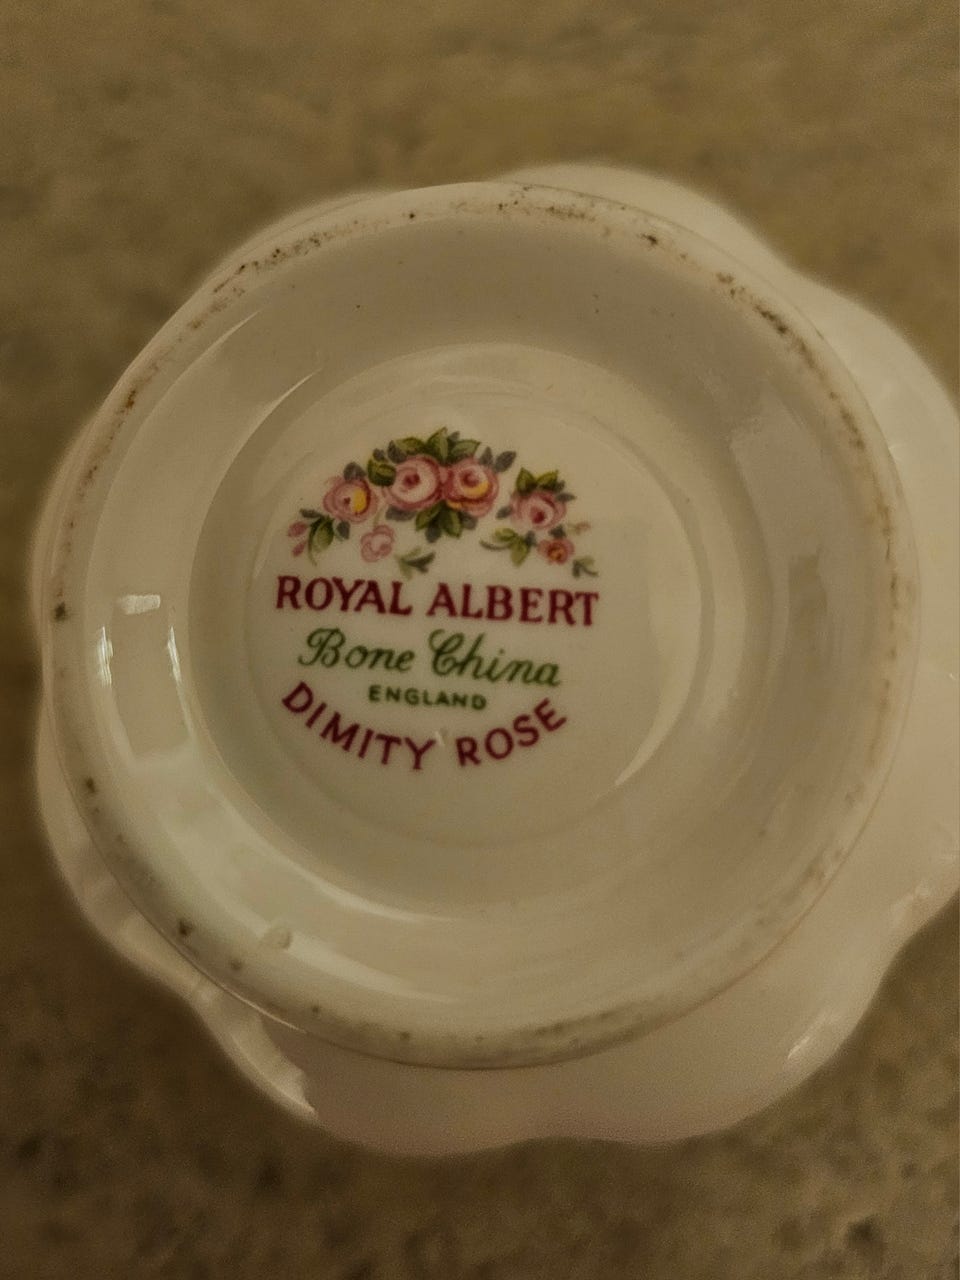 ROYAL ALBERT
Bone China
ENGLAND
DIMITY ROSE